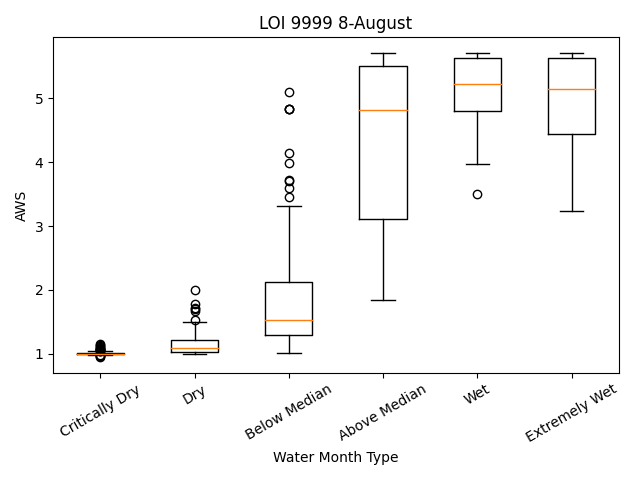 LOI 9999 8-August
AWS
5
4
3
2
1
Critically Dry
Dry
Below Median
Above Median
Wet
Extremely Wet
Water Month Type